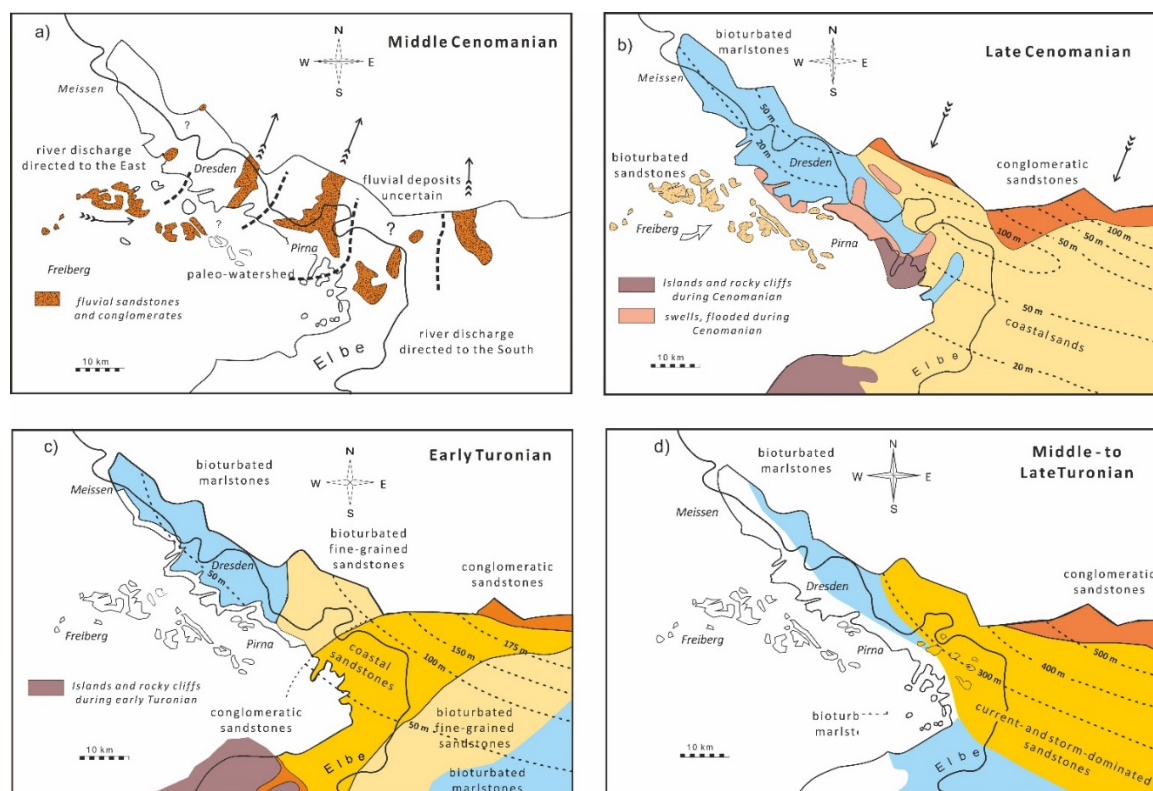 a)
Middle Cenomanian
N
W
E
S
Meissen
?
river discharge
directed to the East
Dresden
fluvial deposits
uncertain
?
?
Pirna
paleo-watershed
Freiberg
fluvial sandstones
and conglomerates
river discharge
directed to the South
Elbe
10 km
b)
bioturbated
marlstones
Late Cenomanian
N
W
E
S
Meissen
50 m
20 m
Dresden
bioturbated
sandstones
conglomeratic
sandstones
Freiberg
Pirna
100 m
50 m
50 m
100 m
Islands and rocky cliffs
during Cenomanian
swells, flooded during
Cenomanian
50 m
coastal sands
20 m
Elbe
10 km
c)
bioturbated
marlstones
Early Turonian
N
W
E
S
Meissen
bioturbated
fine-grained
sandstones
Dresden
50 m
conglomeratic
sandstones
Freiberg
Pirna
175 m
150 m
100 m
coastal
sandstones
Islands and rocky cliffs
during early Turonian
conglomeratic
sandstones
50 m
bioturbated
fine-grained
sandstones
Elbe
bioturbated
marlstones
10 km
d)
bioturbated
marlstones
Middle-to
Late Turonian
N
W
E
S
Meissen
Dresden
conglomeratic
sandstones
Freiberg
Pirna
500 m
400 m
300 m
bioturb
marlst
current- and storm-dominated
sandstones
Elbe
10 km